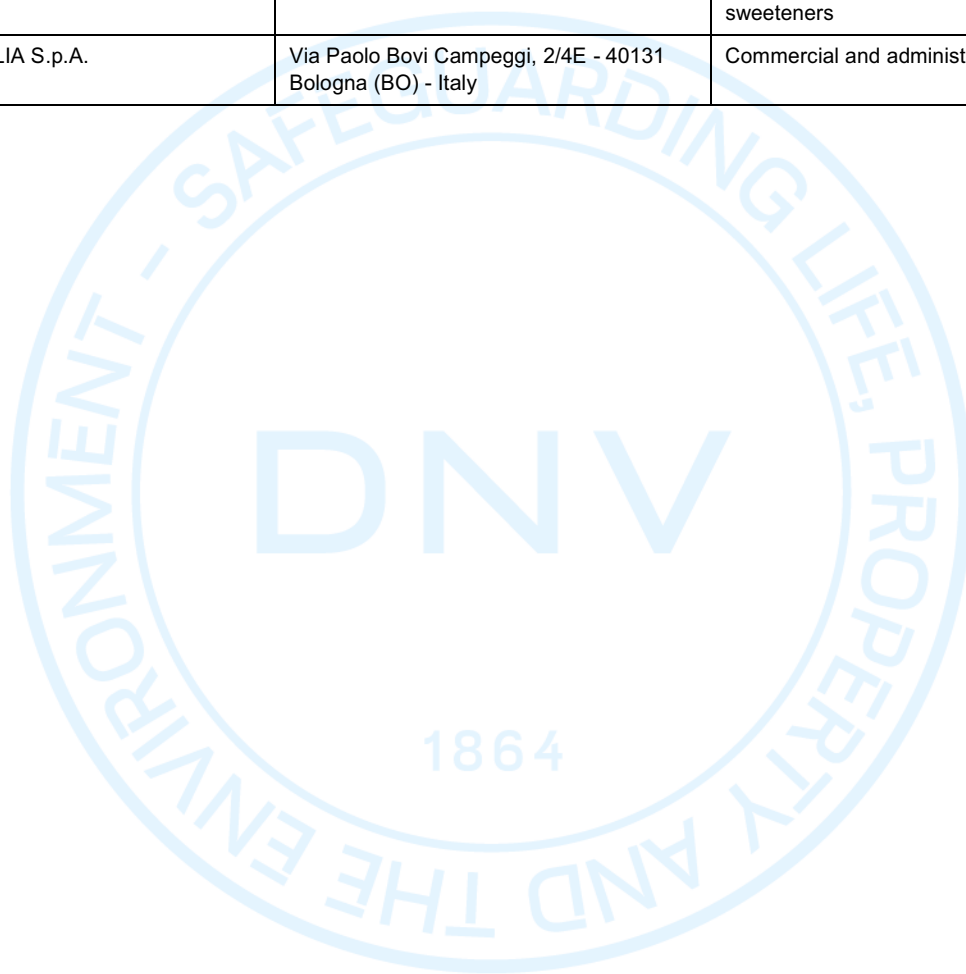 sweeteners
LIA S.p.A.
Via Paolo Bovi Campeggi, 2/4E - 40131
Bologna (BO) - Italy
Commercial and administ
SAFEGUARDING LIFE, PROPERTY AND THE ENVIRONMENT -
DNV
1864